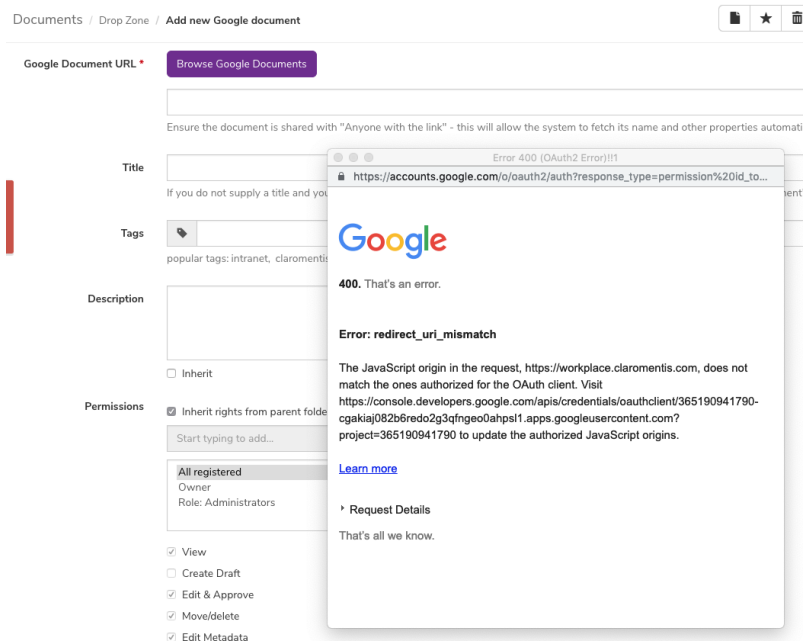 Documents / Drop Zone / Add new Google document
Google Document URL *
Browse Google Documents
Ensure the document is shared with "Anyone with the link" - this will allow the system to fetch its name and other properties automati
Title
If you do not supply a title and you
Tags
popular tags: intranet, claromentis
Description
Inherit
Permissions
Inherit rights from parent folde
Start typing to add...
All registered
Owner
Role: Administrators
View
Create Draft
Edit & Approve
Move/delete
Edit Metadata
Error 400 (OAuth2 Error)!!1
https://accounts.google.com/o/oauth2/auth?response_type=permission%20id_to...
Google
400. That's an error.
Error: redirect_uri_mismatch
The JavaScript origin in the request, https://workplace.claromentis.com, does not
match the ones authorized for the OAuth client. Visit
https://console.developers.google.com/apis/credentials/oauthclient/365190941790-
cgakiaj082b6redo2g3qfngeo0ahpsl1.apps.googleusercontent.com?
project=365190941790 to update the authorized JavaScript origins.
Learn more
Request Details
That's all we know.